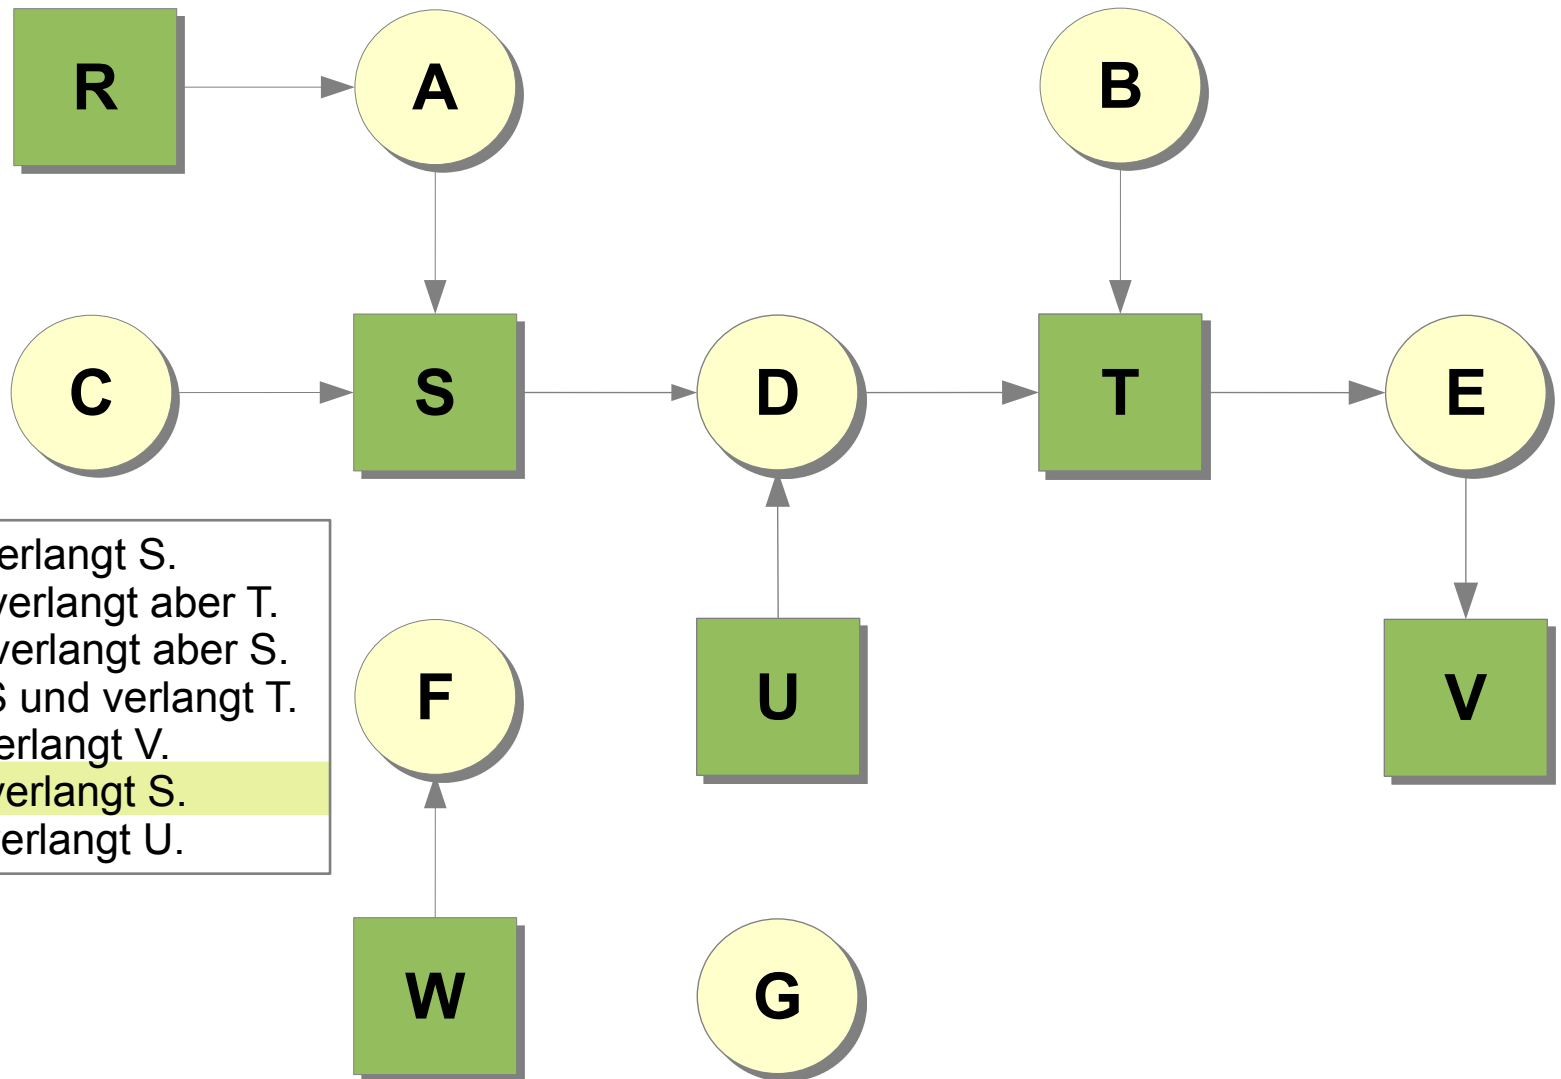 R A B
C S D T E
erlangt S.
verlangt aber T.
verlangt aber S.
S und verlangt T.
erlangt V.
verlangt S.
erlangt U.
F U V
W G